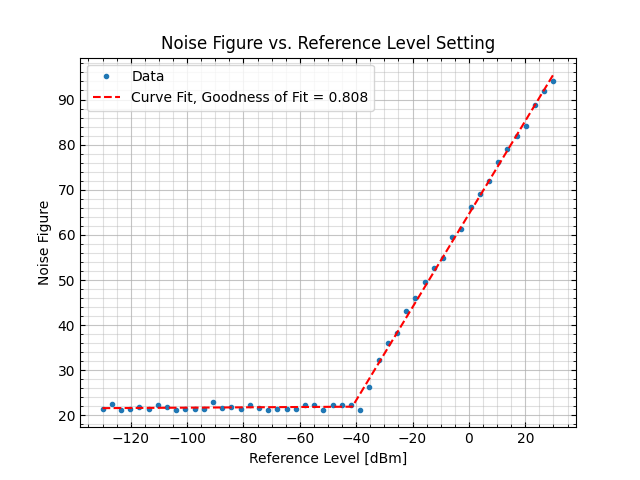 Noise Figure vs. Reference Level Setting
Data
Curve Fit, Goodness of Fit = 0.808
90
80
70
60
50
40
30
20
Noise Figure
−120 −100 −80 −60 −40 −20 0 20
Reference Level [dBm]